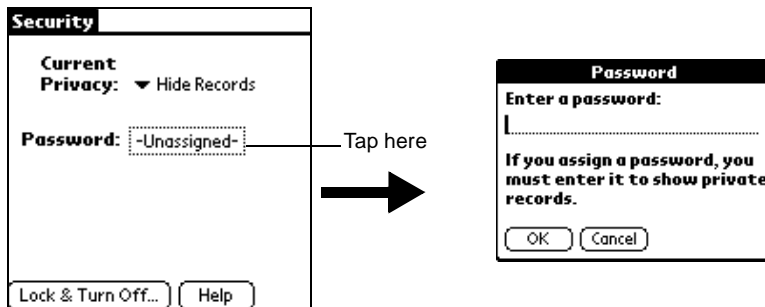 Security
Current
Privacy: Hide Records
Password: -Unassigned-
Tap here
Lock & Turn Off... Help
Password
Enter a password:
If you assign a password, you
must enter it to show private
records.
OK Cancel